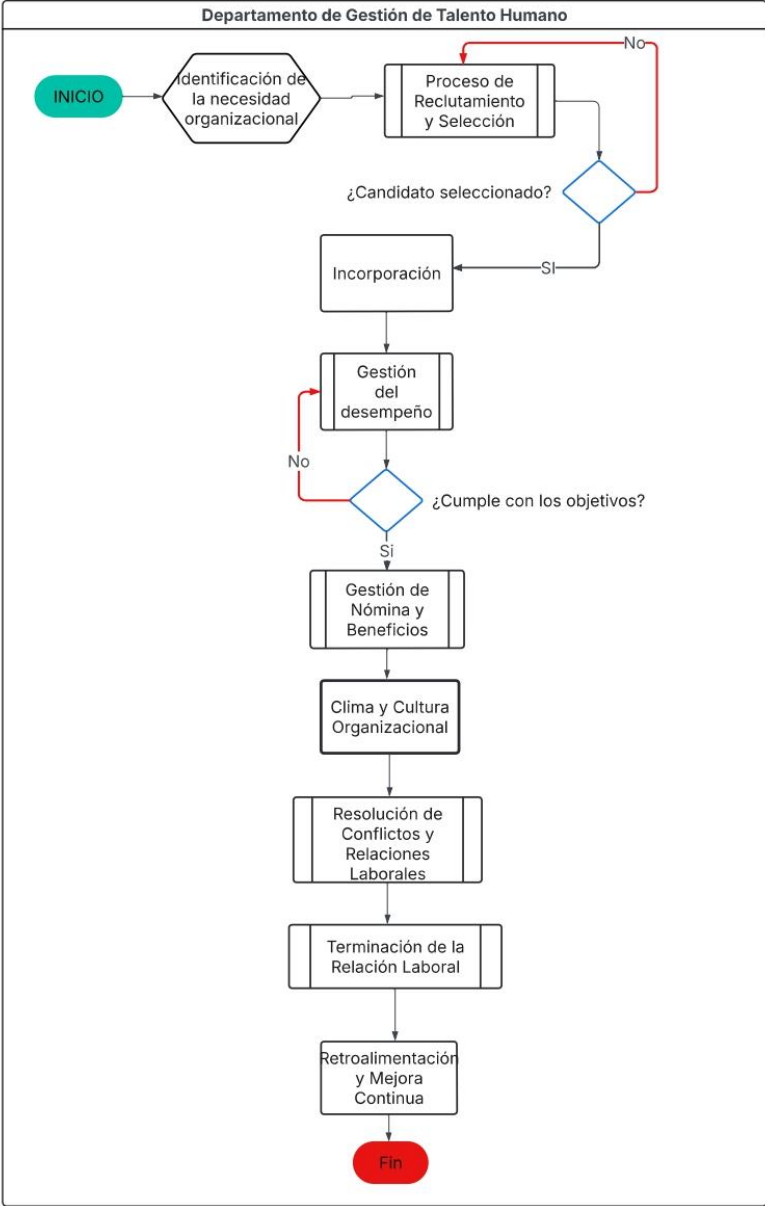 Departamento de Gestión de Talento Humano
No
INICIO
Identificación de
la necesidad
organizacional
Proceso de
Reclutamiento
y Selección
¿Candidato seleccionado?
SI
Incorporación
Gestión
del
desempeño
No
¿Cumple con los objetivos?
Si
Gestión de
Nómina y
Beneficios
Clima y Cultura
Organizacional
Resolución de
Conflictos y
Relaciones
Laborales
Terminación de la
Relación Laboral
Retroalimentación
y Mejora
Continua
Fin